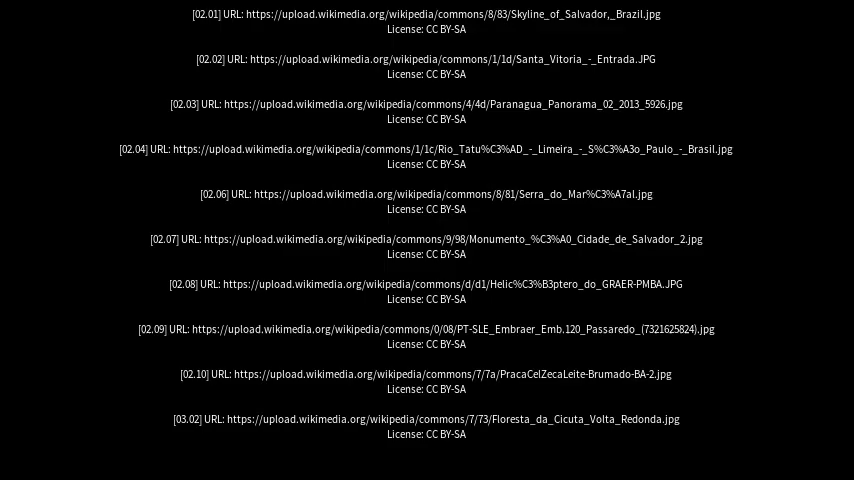 [02.01] URL: https://upload.wikimedia.org/wikipedia/commons/8/83/Skyline_of_Salvador,_Brazil.jpg
License: CC BY-SA
[02.02] URL: https://upload.wikimedia.org/wikipedia/commons/1/1d/Santa_Vitoria_-_Entrada.JPG
License: CC BY-SA
[02.03] URL: https://upload.wikimedia.org/wikipedia/commons/4/4d/Paranagua_Panorama_02_2013_5926.jpg
License: CC BY-SA
[02.04] URL: https://upload.wikimedia.org/wikipedia/commons/1/1c/Rio_Tatu%C3%AD_-_Limeira_-_S%C3%A3o_Paulo_-_Brasil.jpg
License: CC BY-SA
[02.06] URL: https://upload.wikimedia.org/wikipedia/commons/8/81/Serra_do_Mar%C3%A7al.jpg
License: CC BY-SA
[02.07] URL: https://upload.wikimedia.org/wikipedia/commons/9/98/Monumento_%C3%A0_Cidade_de_Salvador_2.jpg
License: CC BY-SA
[02.08] URL: https://upload.wikimedia.org/wikipedia/commons/d/d1/Helic%C3%B3ptero_do_GRAER-PMBA.JPG
License: CC BY-SA
[02.09] URL: https://upload.wikimedia.org/wikipedia/commons/0/08/PT-SLE_Embraer_Emb.120_Passaredo_(7321625824).jpg
License: CC BY-SA
[02.10] URL: https://upload.wikimedia.org/wikipedia/commons/7/7a/PracaCelZecaLeite-Brumado-BA-2.jpg
License: CC BY-SA
[03.02] URL: https://upload.wikimedia.org/wikipedia/commons/7/73/Floresta_da_Cicuta_Volta_Redonda.jpg
License: CC BY-SA